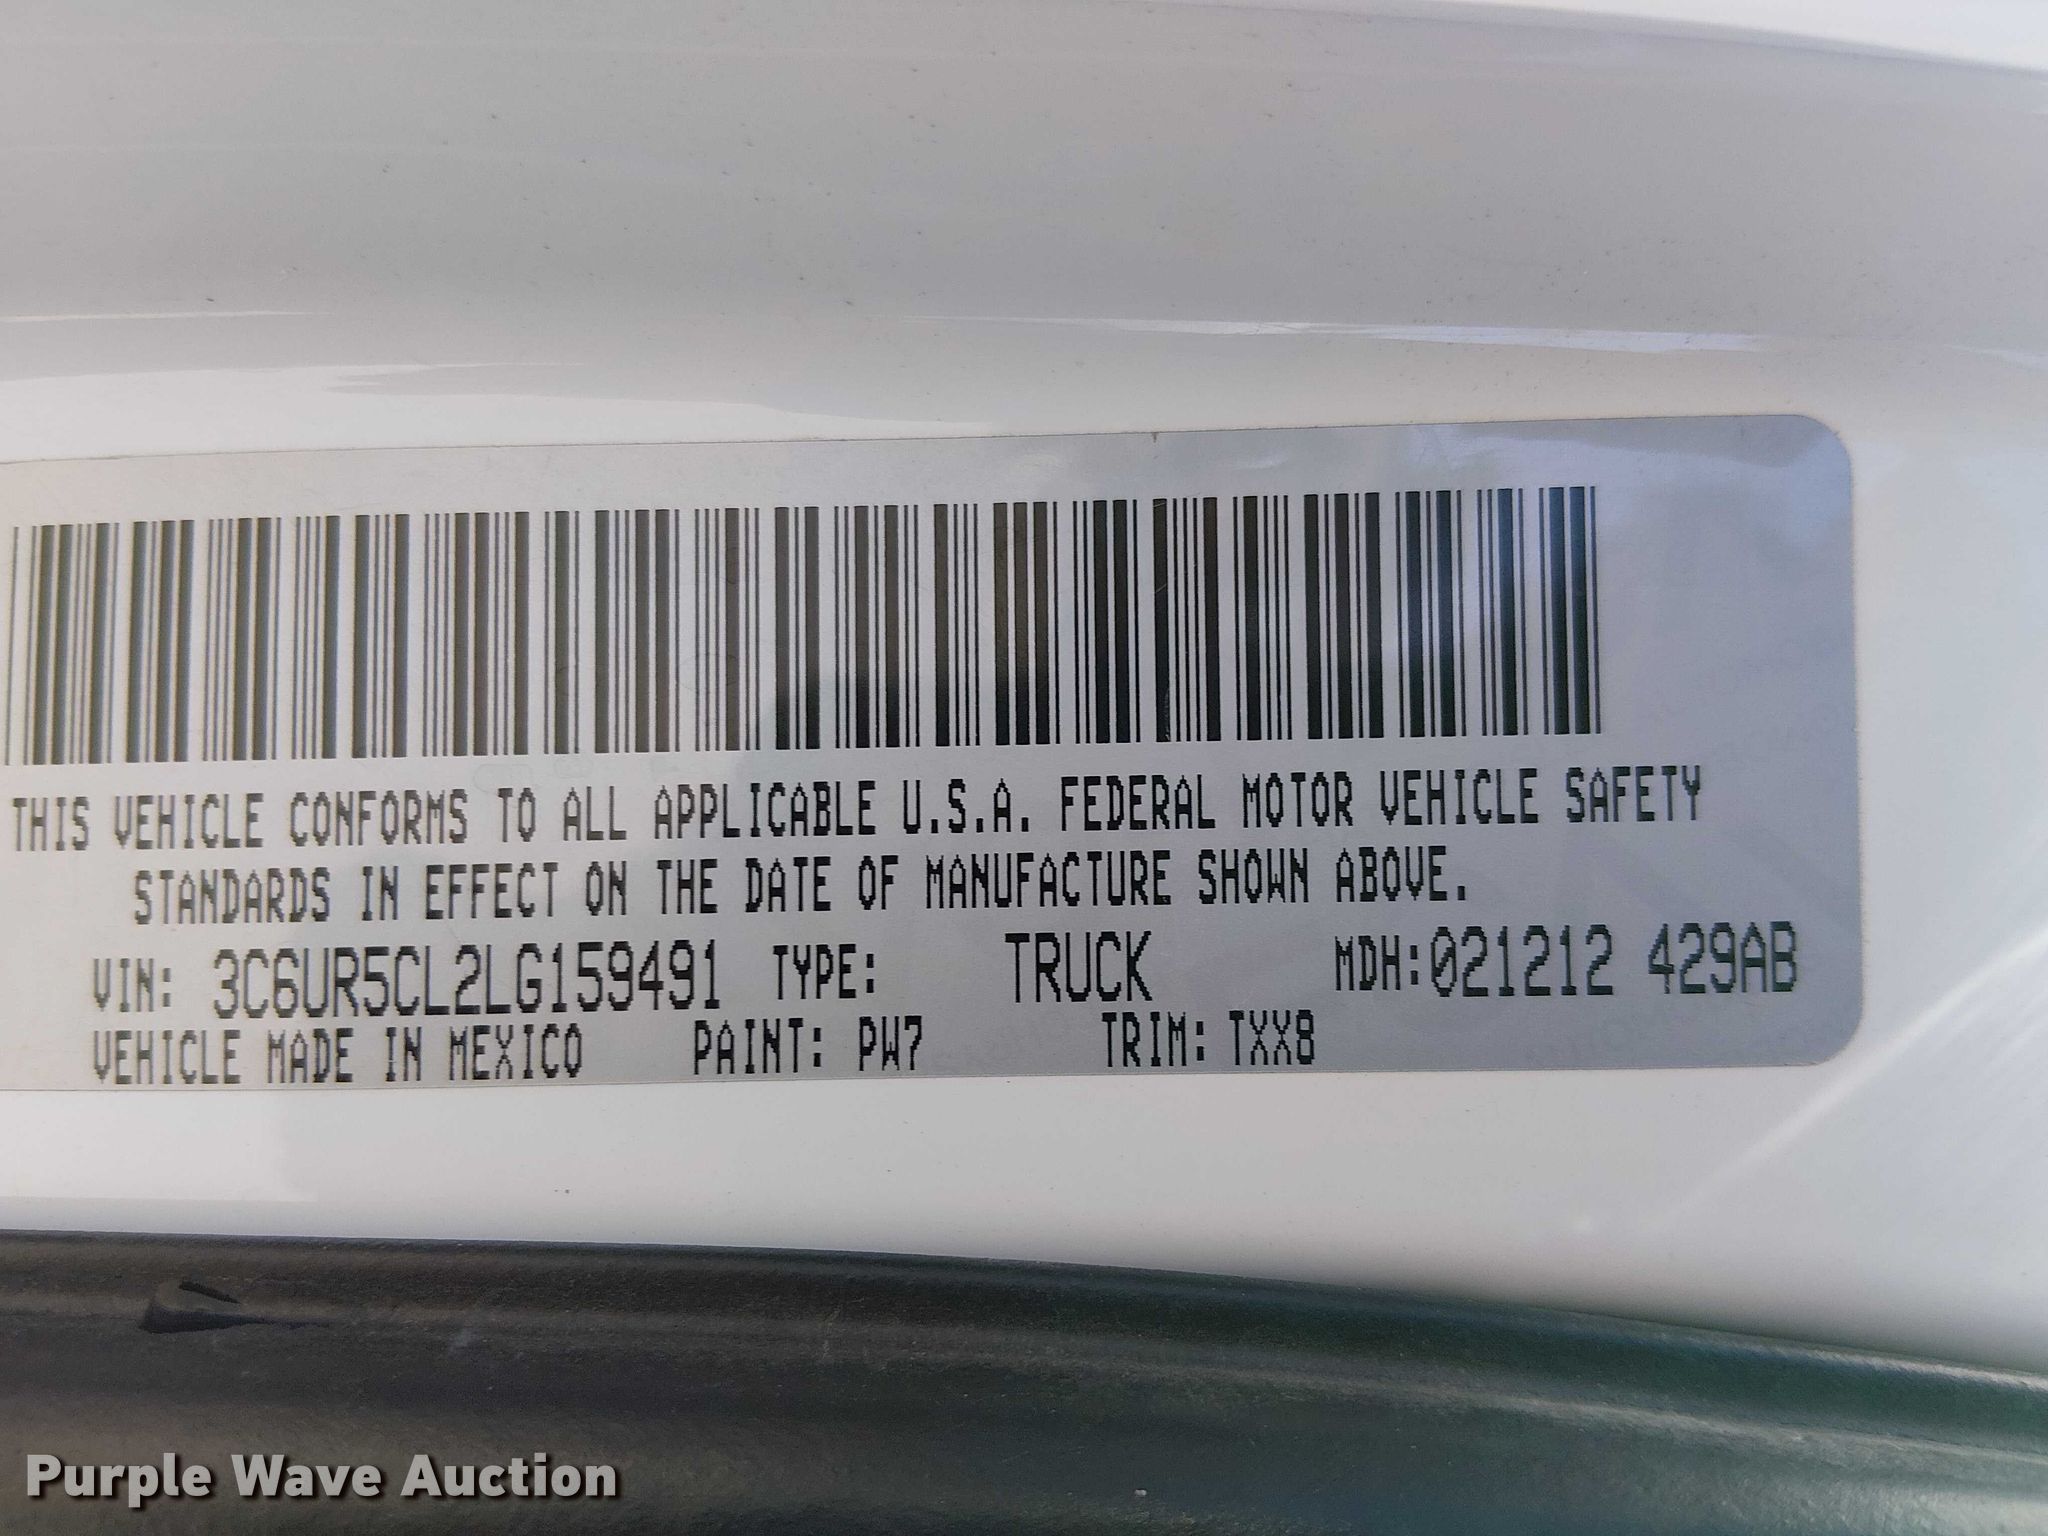 THIS VEHICLE CONFORMS TO ALL APPLICABLE U.S.A. FEDERAL MOTOR VEHICLE SAFETY
STANDARDS IN EFFECT ON THE DATE OF MANUFACTURE SHOWN ABOVE.
VIN: 3C6UR5CL2LG159491 TYPE: TRUCK MDH:021212 429AB
VEHICLE MADE IN MEXICO PAINT: PW7 TRIM: TXX8
Purple Wave Auction